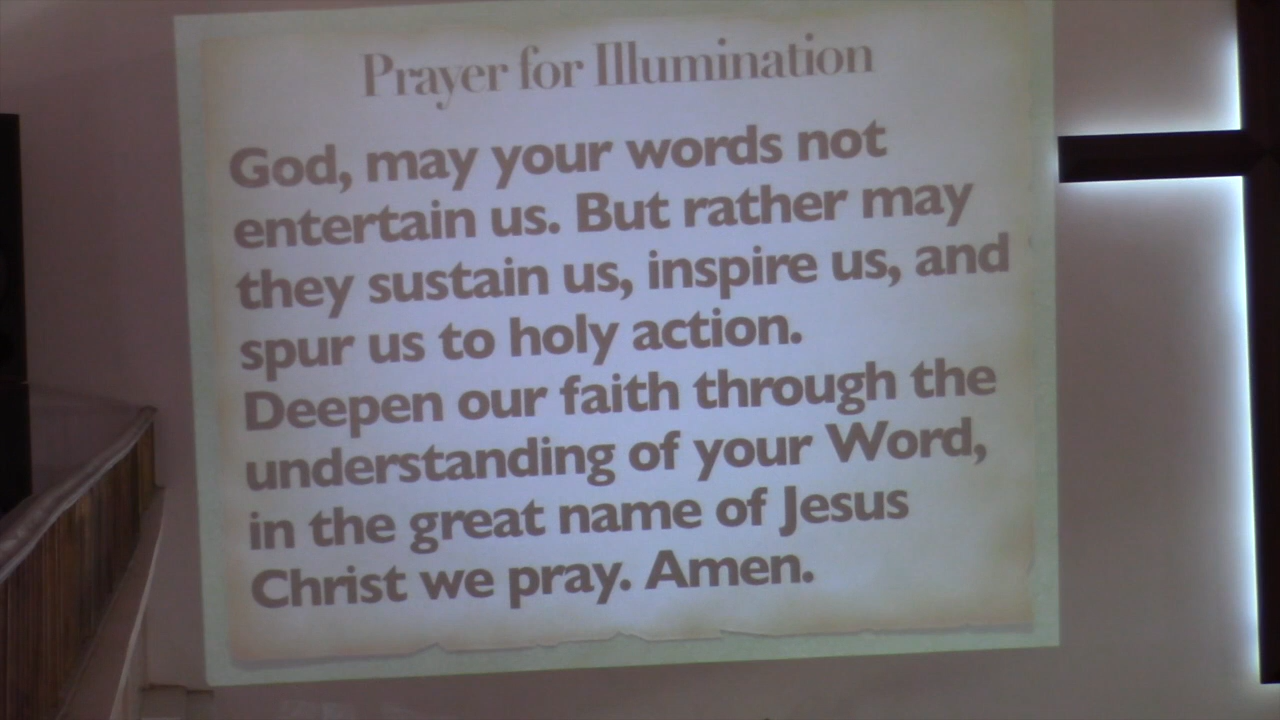 Prayer for Illumination
God, may your words not
entertain us. But rather may
they sustain us, inspire us, and
spur us to holy action.
Deepen our faith through the
understanding of your Word,
in the great name of Jesus
Christ we pray. Amen.